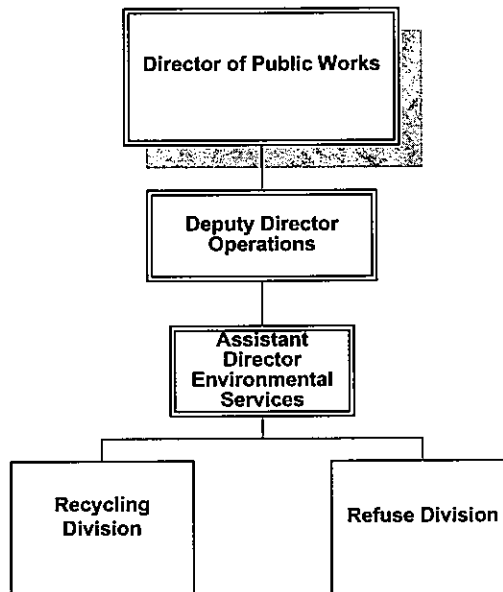 Director of Public Works
Deputy Director
Operations
Assistant
Director
Environmental
Services
Recycling
Division
Refuse Division